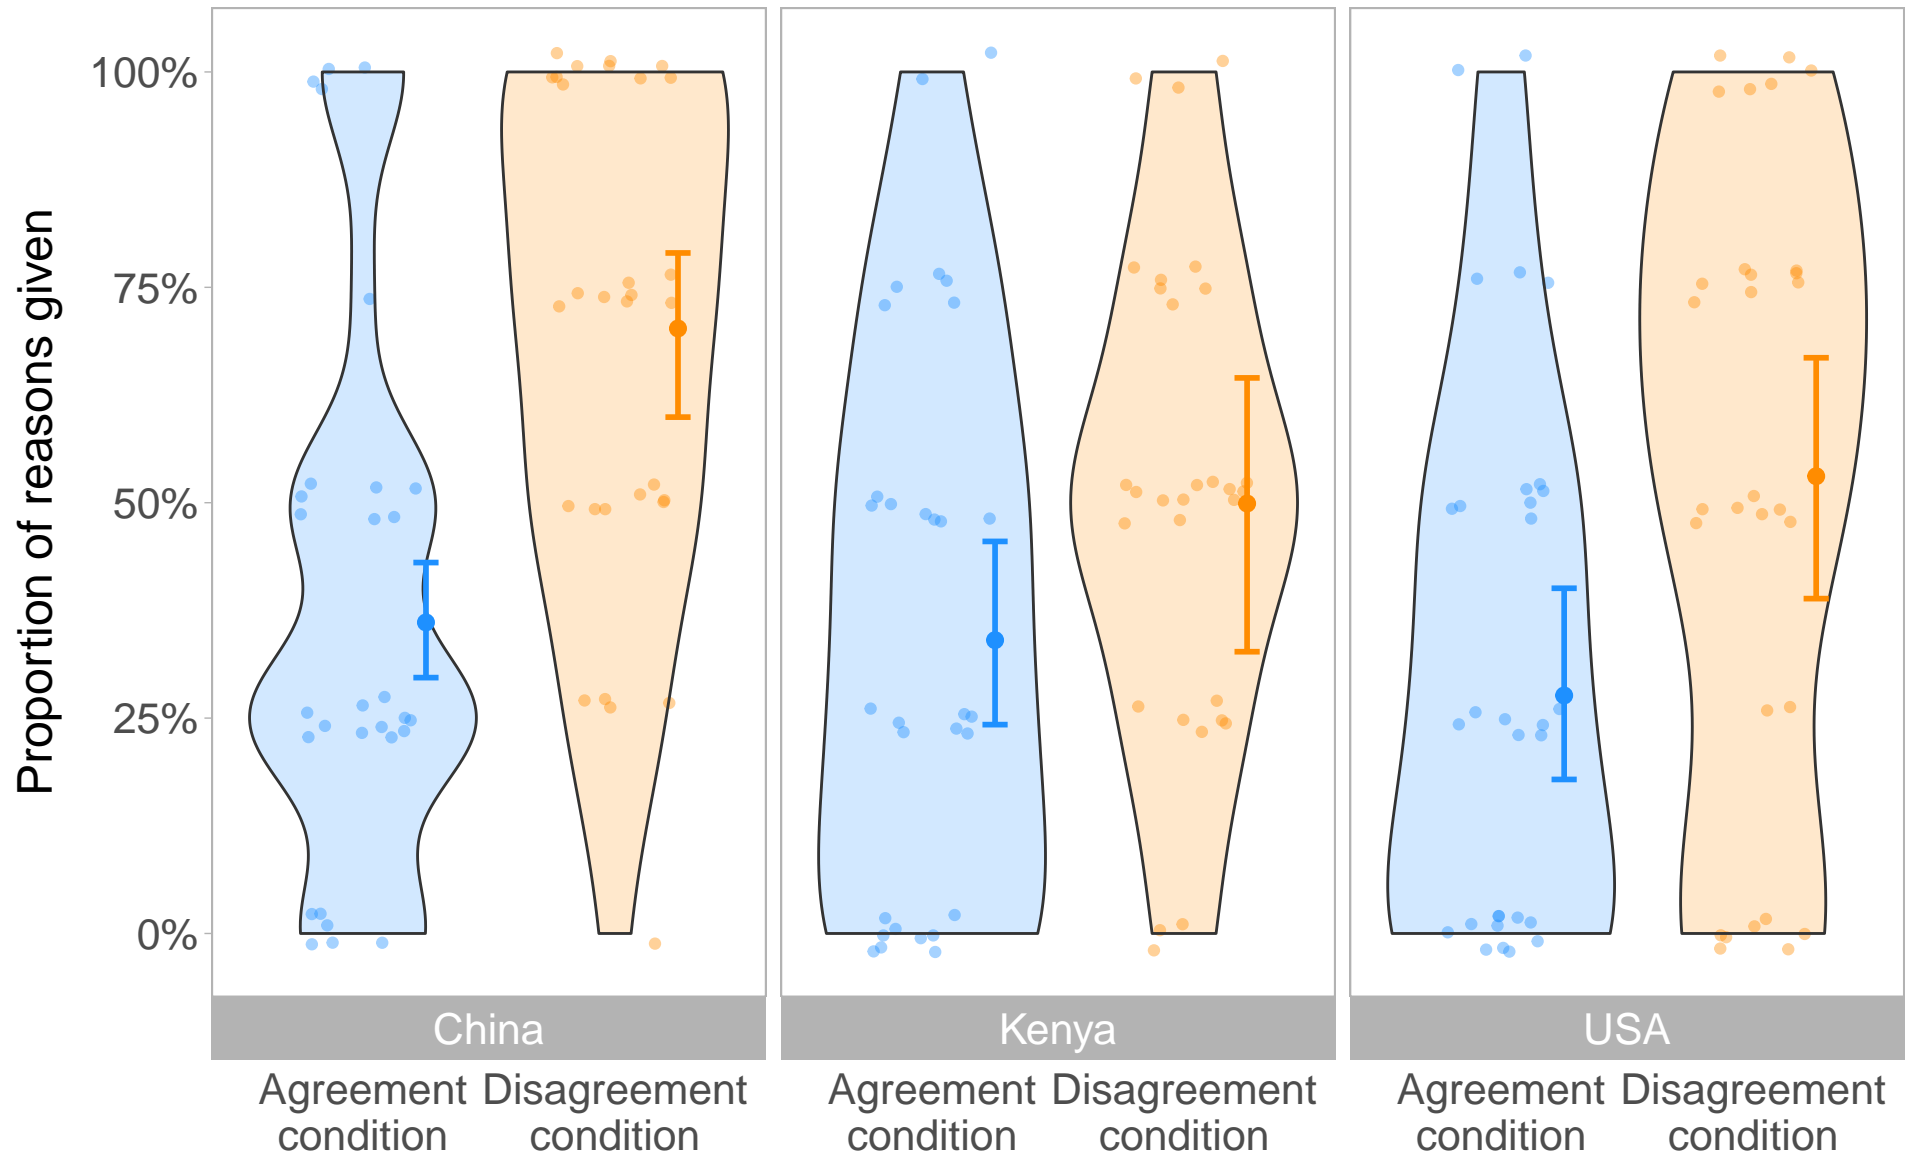 Proportion of reasons given
100%
75%
50%
25%
0%
China
Kenya
USA
Agreement
condition
Disagreement
condition
Agreement
condition
Disagreement
condition
Agreement
condition
Disagreement
condition